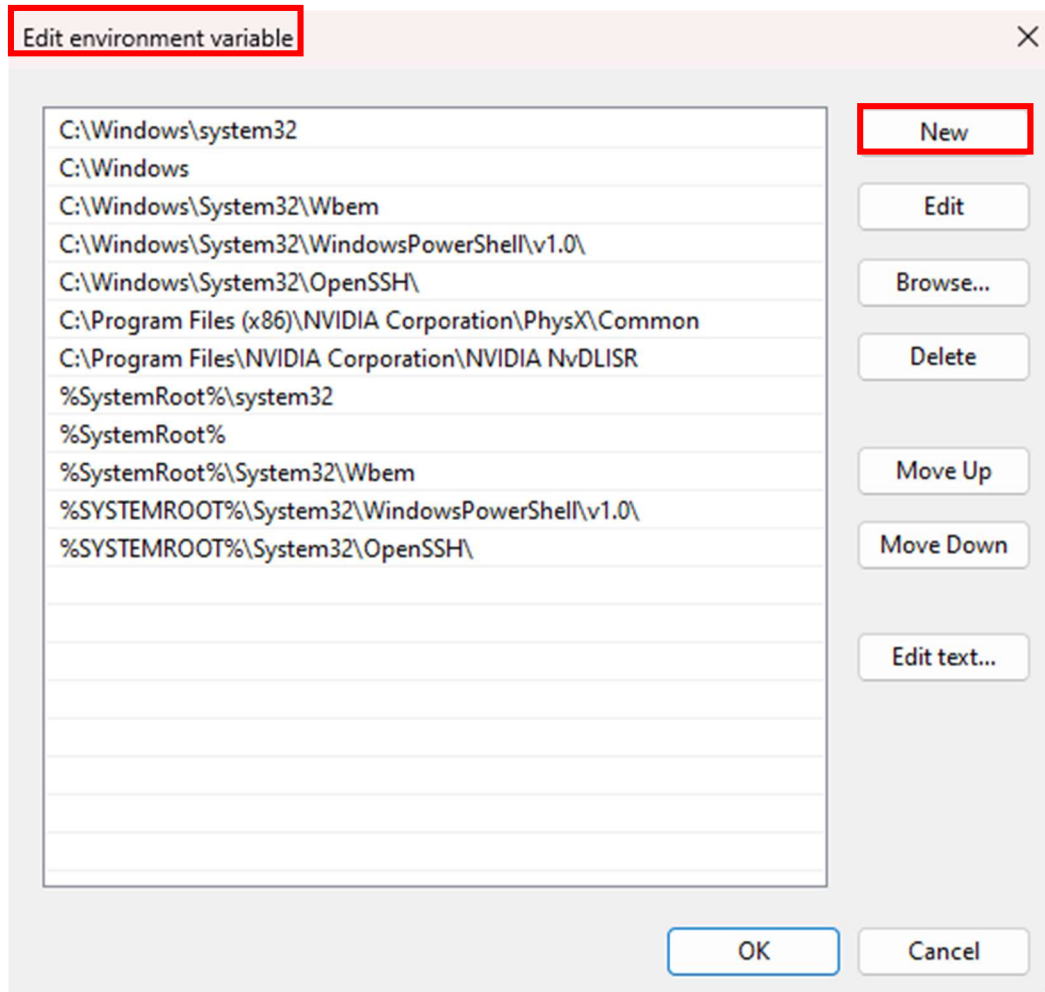 Edit environment variable
C:\Windows\system32
C:\Windows
C:\Windows\System32\Wbem
C:\Windows\System32\WindowsPowerShell\v1.0\
C:\Windows\System32\OpenSSH\
C:\Program Files (x86)\NVIDIA Corporation\PhysX\Common
C:\Program Files\NVIDIA Corporation\NVIDIA NvDLISR
%SystemRoot%\system32
%SystemRoot%
%SystemRoot%\System32\Wbem
%SYSTEMROOT%\System32\WindowsPowerShell\v1.0\
%SYSTEMROOT%\System32\OpenSSH\
New
Edit
Browse...
Delete
Move Up
Move Down
Edit text...
OK
Cancel